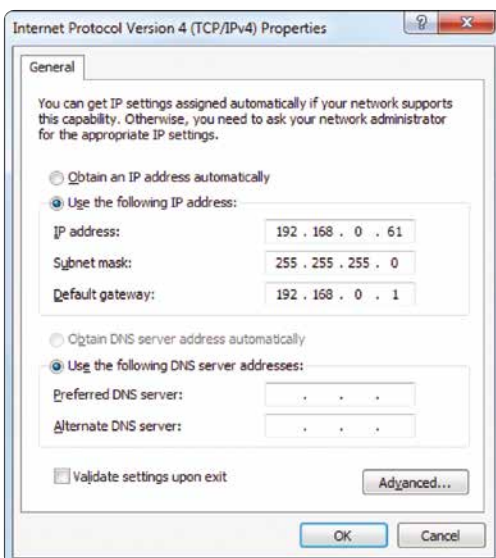 Internet Protocol Version 4 (TCP/IPv4) Properties
General
You can get IP settings assigned automatically if your network supports
this capability. Otherwise, you need to ask your network administrator
for the appropriate IP settings.
Obtain an IP address automatically
Use the following IP address:
IP address: 192 . 168 . 0 . 61
Subnet mask: 255 . 255 . 255 . 0
Default gateway: 192 . 168 . 0 . 1
Obtain DNS server address automatically
Use the following DNS server addresses:
Preferred DNS server: . . .
Alternate DNS server: . . .
Validate settings upon exit
Advanced...
OK Cancel